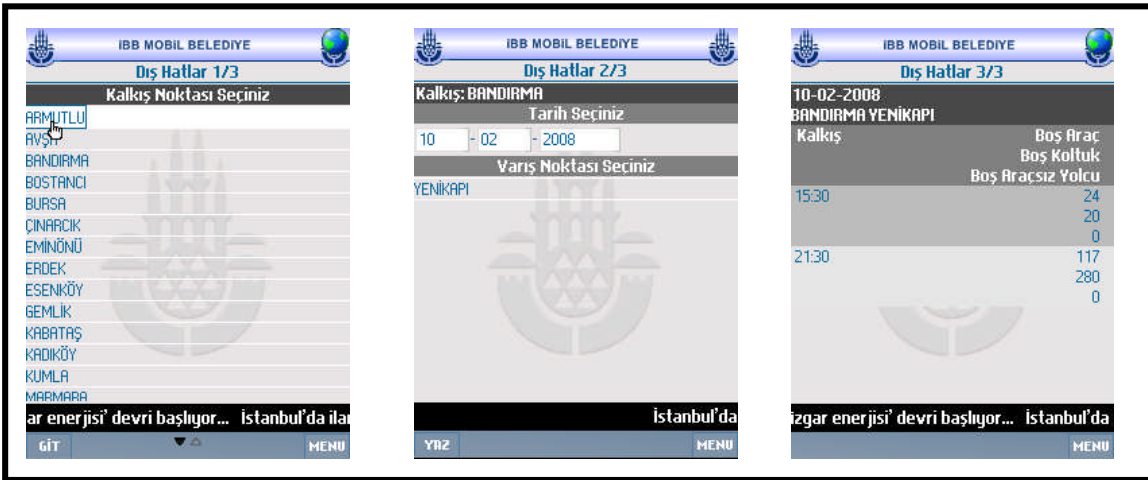 İBB MOBİL BELEDİYE
Dış Hatlar 1/3
Kalkış Noktası Seçiniz
ARMUTLU
AVŞA
BANDIRMA
BOSTANCI
BURSA
ÇINARCIK
EMİNÖNÜ
ERDEK
ESENKÖY
GEMLİK
KABATAŞ
KADIKÖY
KUMLA
MARMARA
ar enerjisi' devri başlıyor... İstanbul'da ilan
GİT MENU
İBB MOBİL BELEDİYE
Dış Hatlar 2/3
Kalkış: BANDIRMA
Tarih Seçiniz
10 - 02 - 2008
Varış Noktası Seçiniz
YENİKAPI
İstanbul'da
YAZ MENU
İBB MOBİL BELEDİYE
Dış Hatlar 3/3
10-02-2008
BANDIRMA YENİKAPI
Kalkış Boş Araç
Boş Koltuk
Boş Araçsız Yolcu
15:30 24
20
0
21:30 117
280
0
izgar enerjisi' devri başlıyor... İstanbul'da
MENU